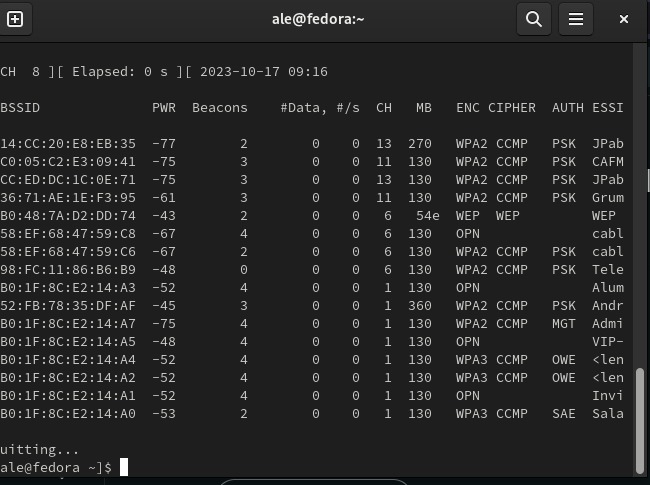 ale@fedora:~
CH 8 ][ Elapsed: 0 s ][ 2023-10-17 09:16
BSSID PWR Beacons #Data, #/s CH MB ENC CIPHER AUTH ESSI
14:CC:20:E8:EB:35 -77 2 0 0 13 270 WPA2 CCMP PSK JPab
C0:05:C2:E3:09:41 -75 3 0 0 11 130 WPA2 CCMP PSK CAFM
CC:ED:DC:1C:0E:71 -75 3 0 0 13 130 WPA2 CCMP PSK JPab
36:71:AE:1E:F3:95 -61 3 0 0 11 130 WPA2 CCMP PSK Grum
B0:48:7A:D2:DD:74 -43 2 0 0 6 54e WEP WEP WEP
58:EF:68:47:59:C8 -67 4 0 0 6 130 OPN cabl
58:EF:68:47:59:C6 -67 2 0 0 6 130 WPA2 CCMP PSK cabl
98:FC:11:86:B6:B9 -48 0 0 0 6 130 WPA2 CCMP PSK Tele
B0:1F:8C:E2:14:A3 -52 4 0 0 1 130 OPN Alum
52:FB:78:35:DF:AF -45 3 0 0 1 360 WPA2 CCMP PSK Andr
B0:1F:8C:E2:14:A7 -75 4 0 0 1 130 WPA2 CCMP MGT Admi
B0:1F:8C:E2:14:A5 -48 4 0 0 1 130 OPN VIP-
B0:1F:8C:E2:14:A4 -52 4 0 0 1 130 WPA3 CCMP OWE <len
B0:1F:8C:E2:14:A2 -52 4 0 0 1 130 WPA3 CCMP OWE <len
B0:1F:8C:E2:14:A1 -52 4 0 0 1 130 OPN Invi
B0:1F:8C:E2:14:A0 -53 2 0 0 1 130 WPA3 CCMP SAE Sala
uitting...
ale@fedora ~]$